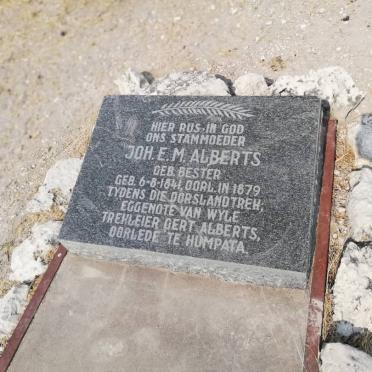 HIER RUS IN GOD
ONS STAMMOEDER
JOH. E. M. ALBERTS
GEB. BESTER
GEB. 6-8-1841, OORL. IN 1879
TYDENS DIE DORSLANDTREK,
EGGENOTE VAN WYLE
TREKLEIER GERT ALBERTS,
OORLEDE TE HUMPATA.